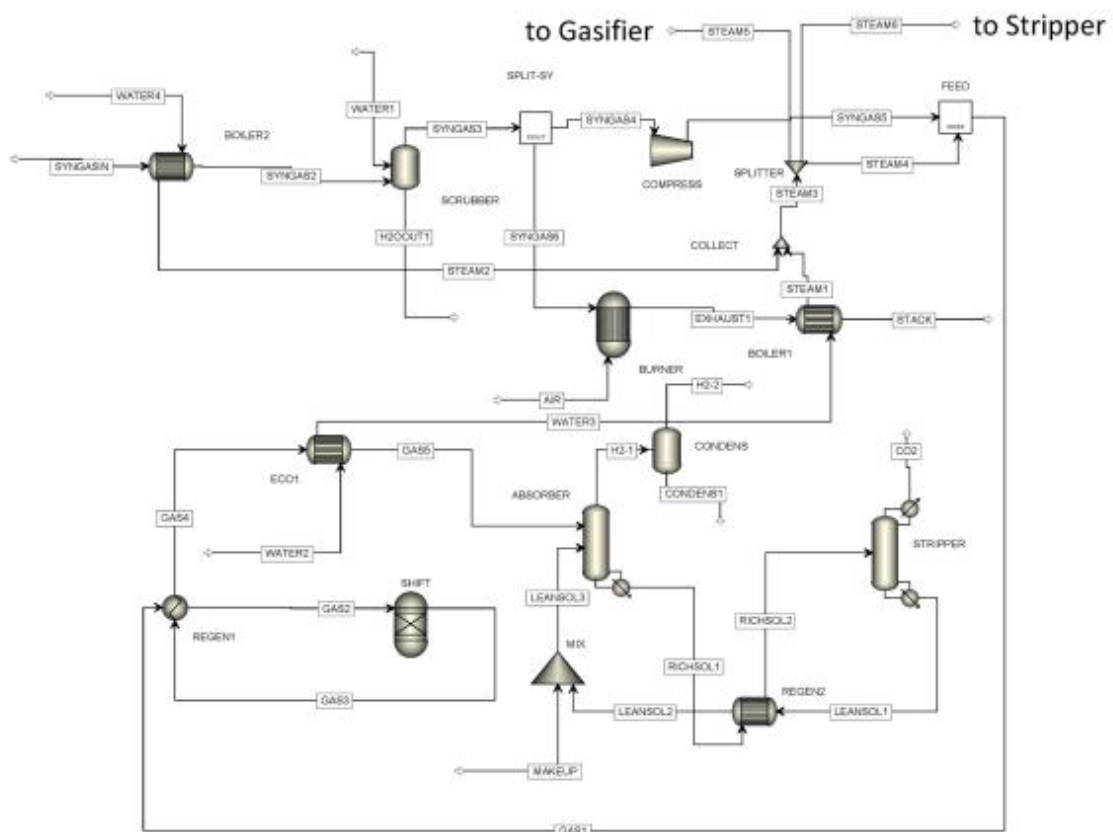 to Gasifier
STEAM5
STEAM6
to Stripper
SPLIT-SY
FEED
WATER4
WATER1
BOILER2
SYNGAS3
SYNGAS4
SYNGAS5
SYNGASIN
SYNGAS2
COMPRESS
SPLITTER
STEAM4
STEAM3
SCRUBBER
H2OOUT1
SYNGAS6
COLLECT
STEAM2
STEAM1
EXHAUST1
STACK
BOILER1
BURNER
AIR
H2-2
WATER3
CONDENS
GAS5
H2-1
CO2
ECO1
ABSORBER
CONDENS1
GAS4
STRIPPER
WATER2
SHIFT
LEANSOL3
GAS2
RICHSOL2
REGEN1
MIX
RICHSOL1
REGEN2
GAS3
LEANSOL2
LEANSOL1
MAKEUP
GAS1